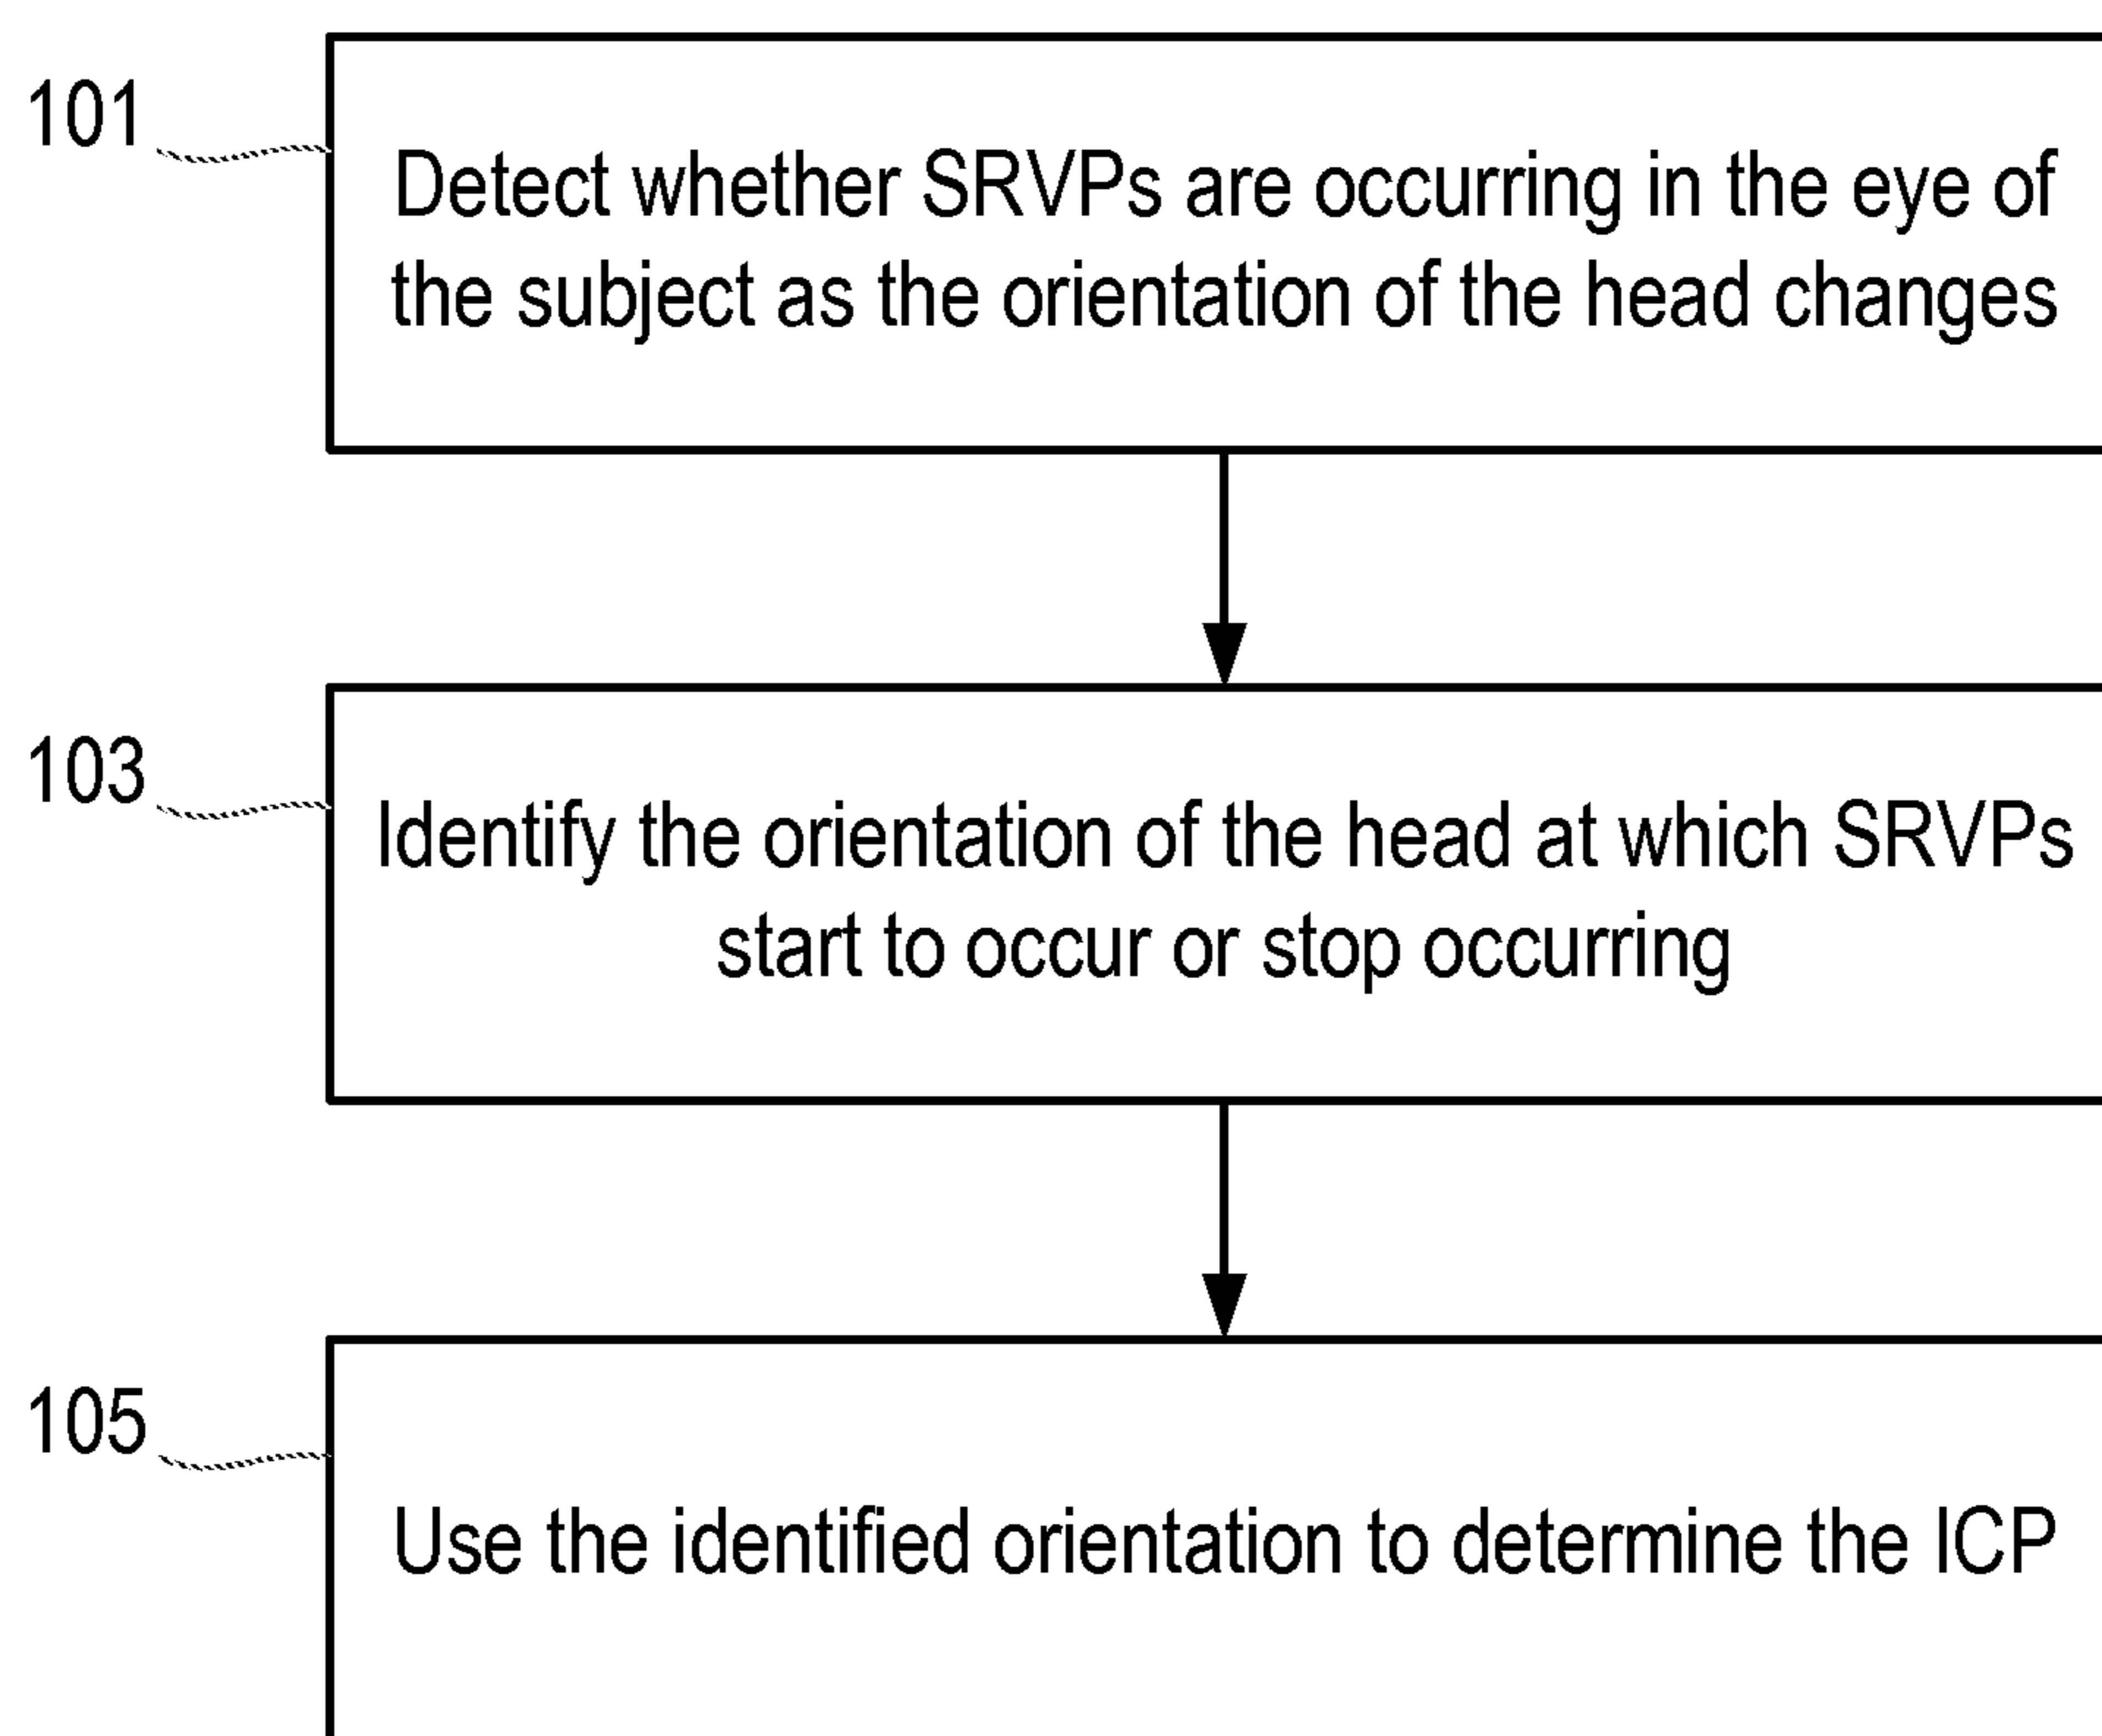 101
Detect whether SRVPs are occurring in the eye of
the subject as the orientation of the head changes
103
Identify the orientation of the head at which SRVPs
start to occur or stop occurring
105
Use the identified orientation to determine the ICP